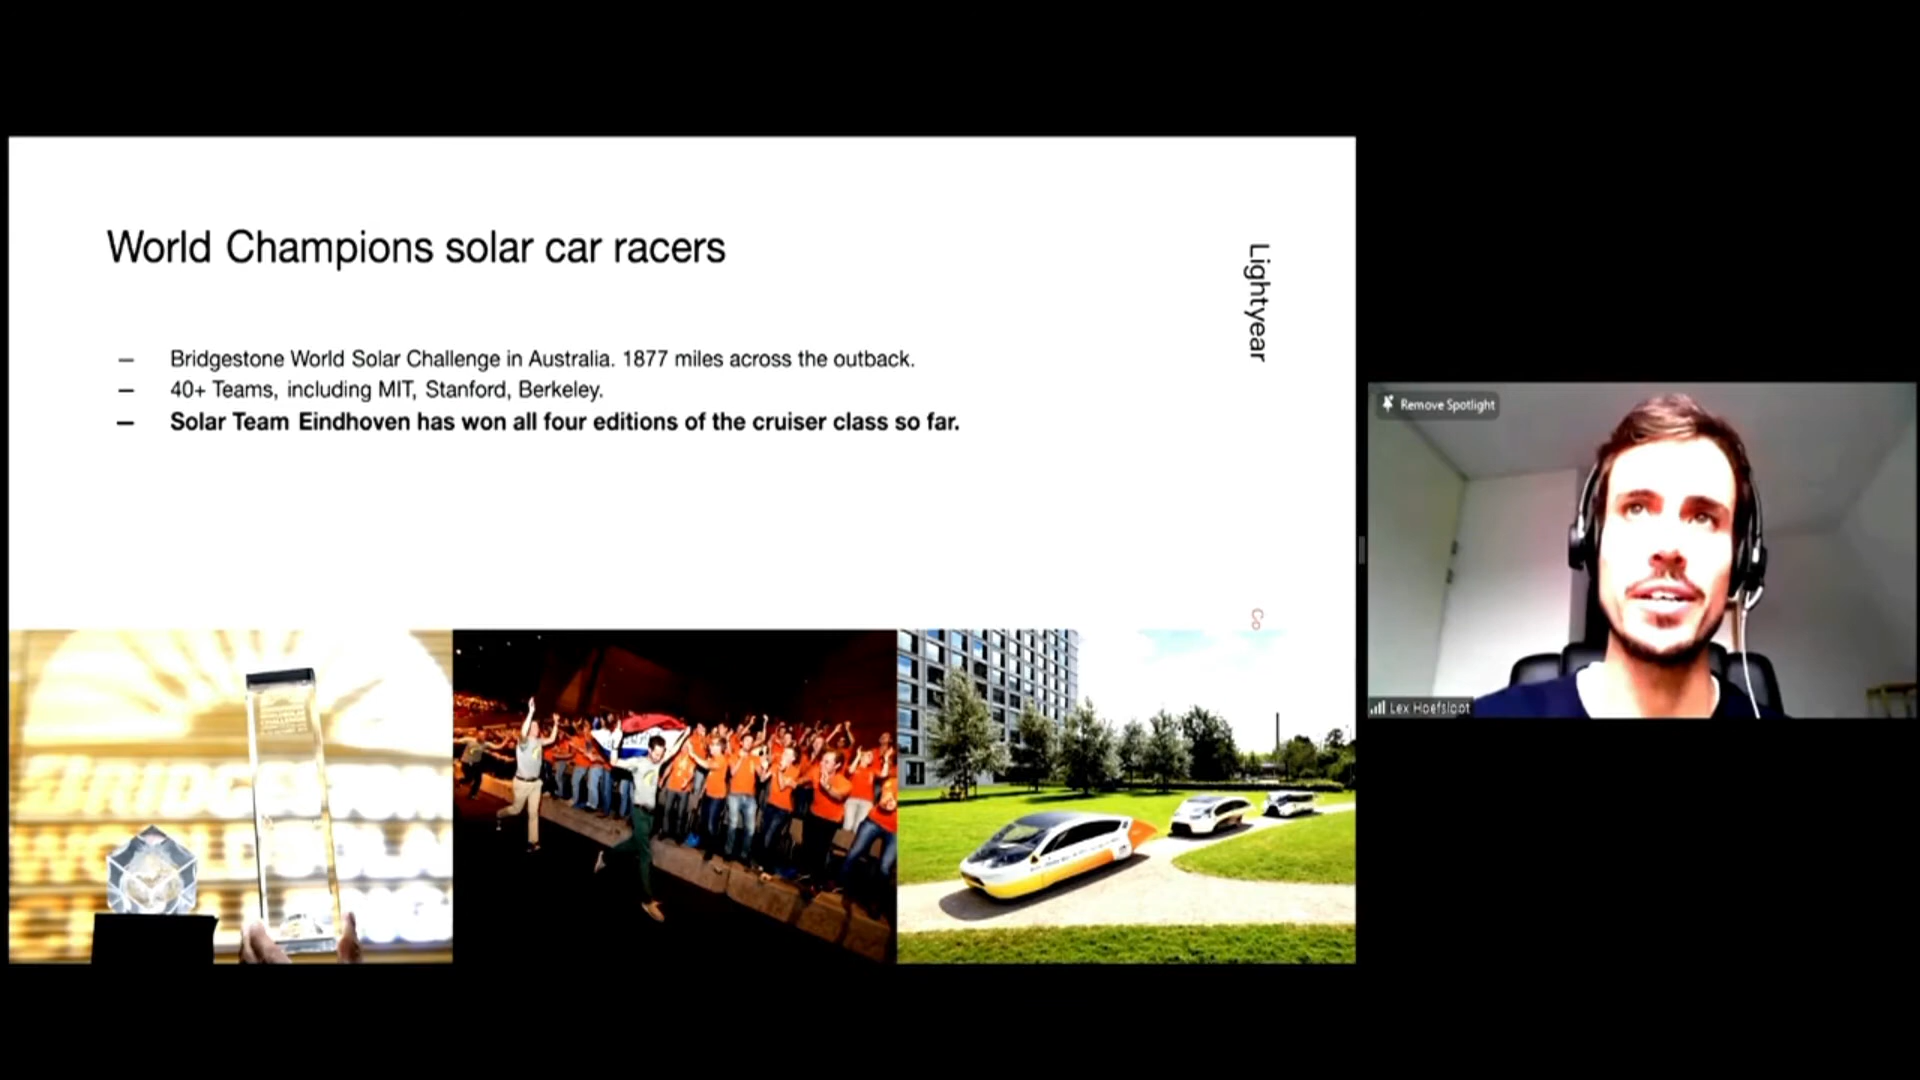 World Champions solar car racers
Lightyear
– Bridgestone World Solar Challenge in Australia. 1877 miles across the outback.
– 40+ Teams, including MIT, Stanford, Berkeley.
– Solar Team Eindhoven has won all four editions of the cruiser class so far.
Co
Remove Spotlight
Lex Hoefsloot